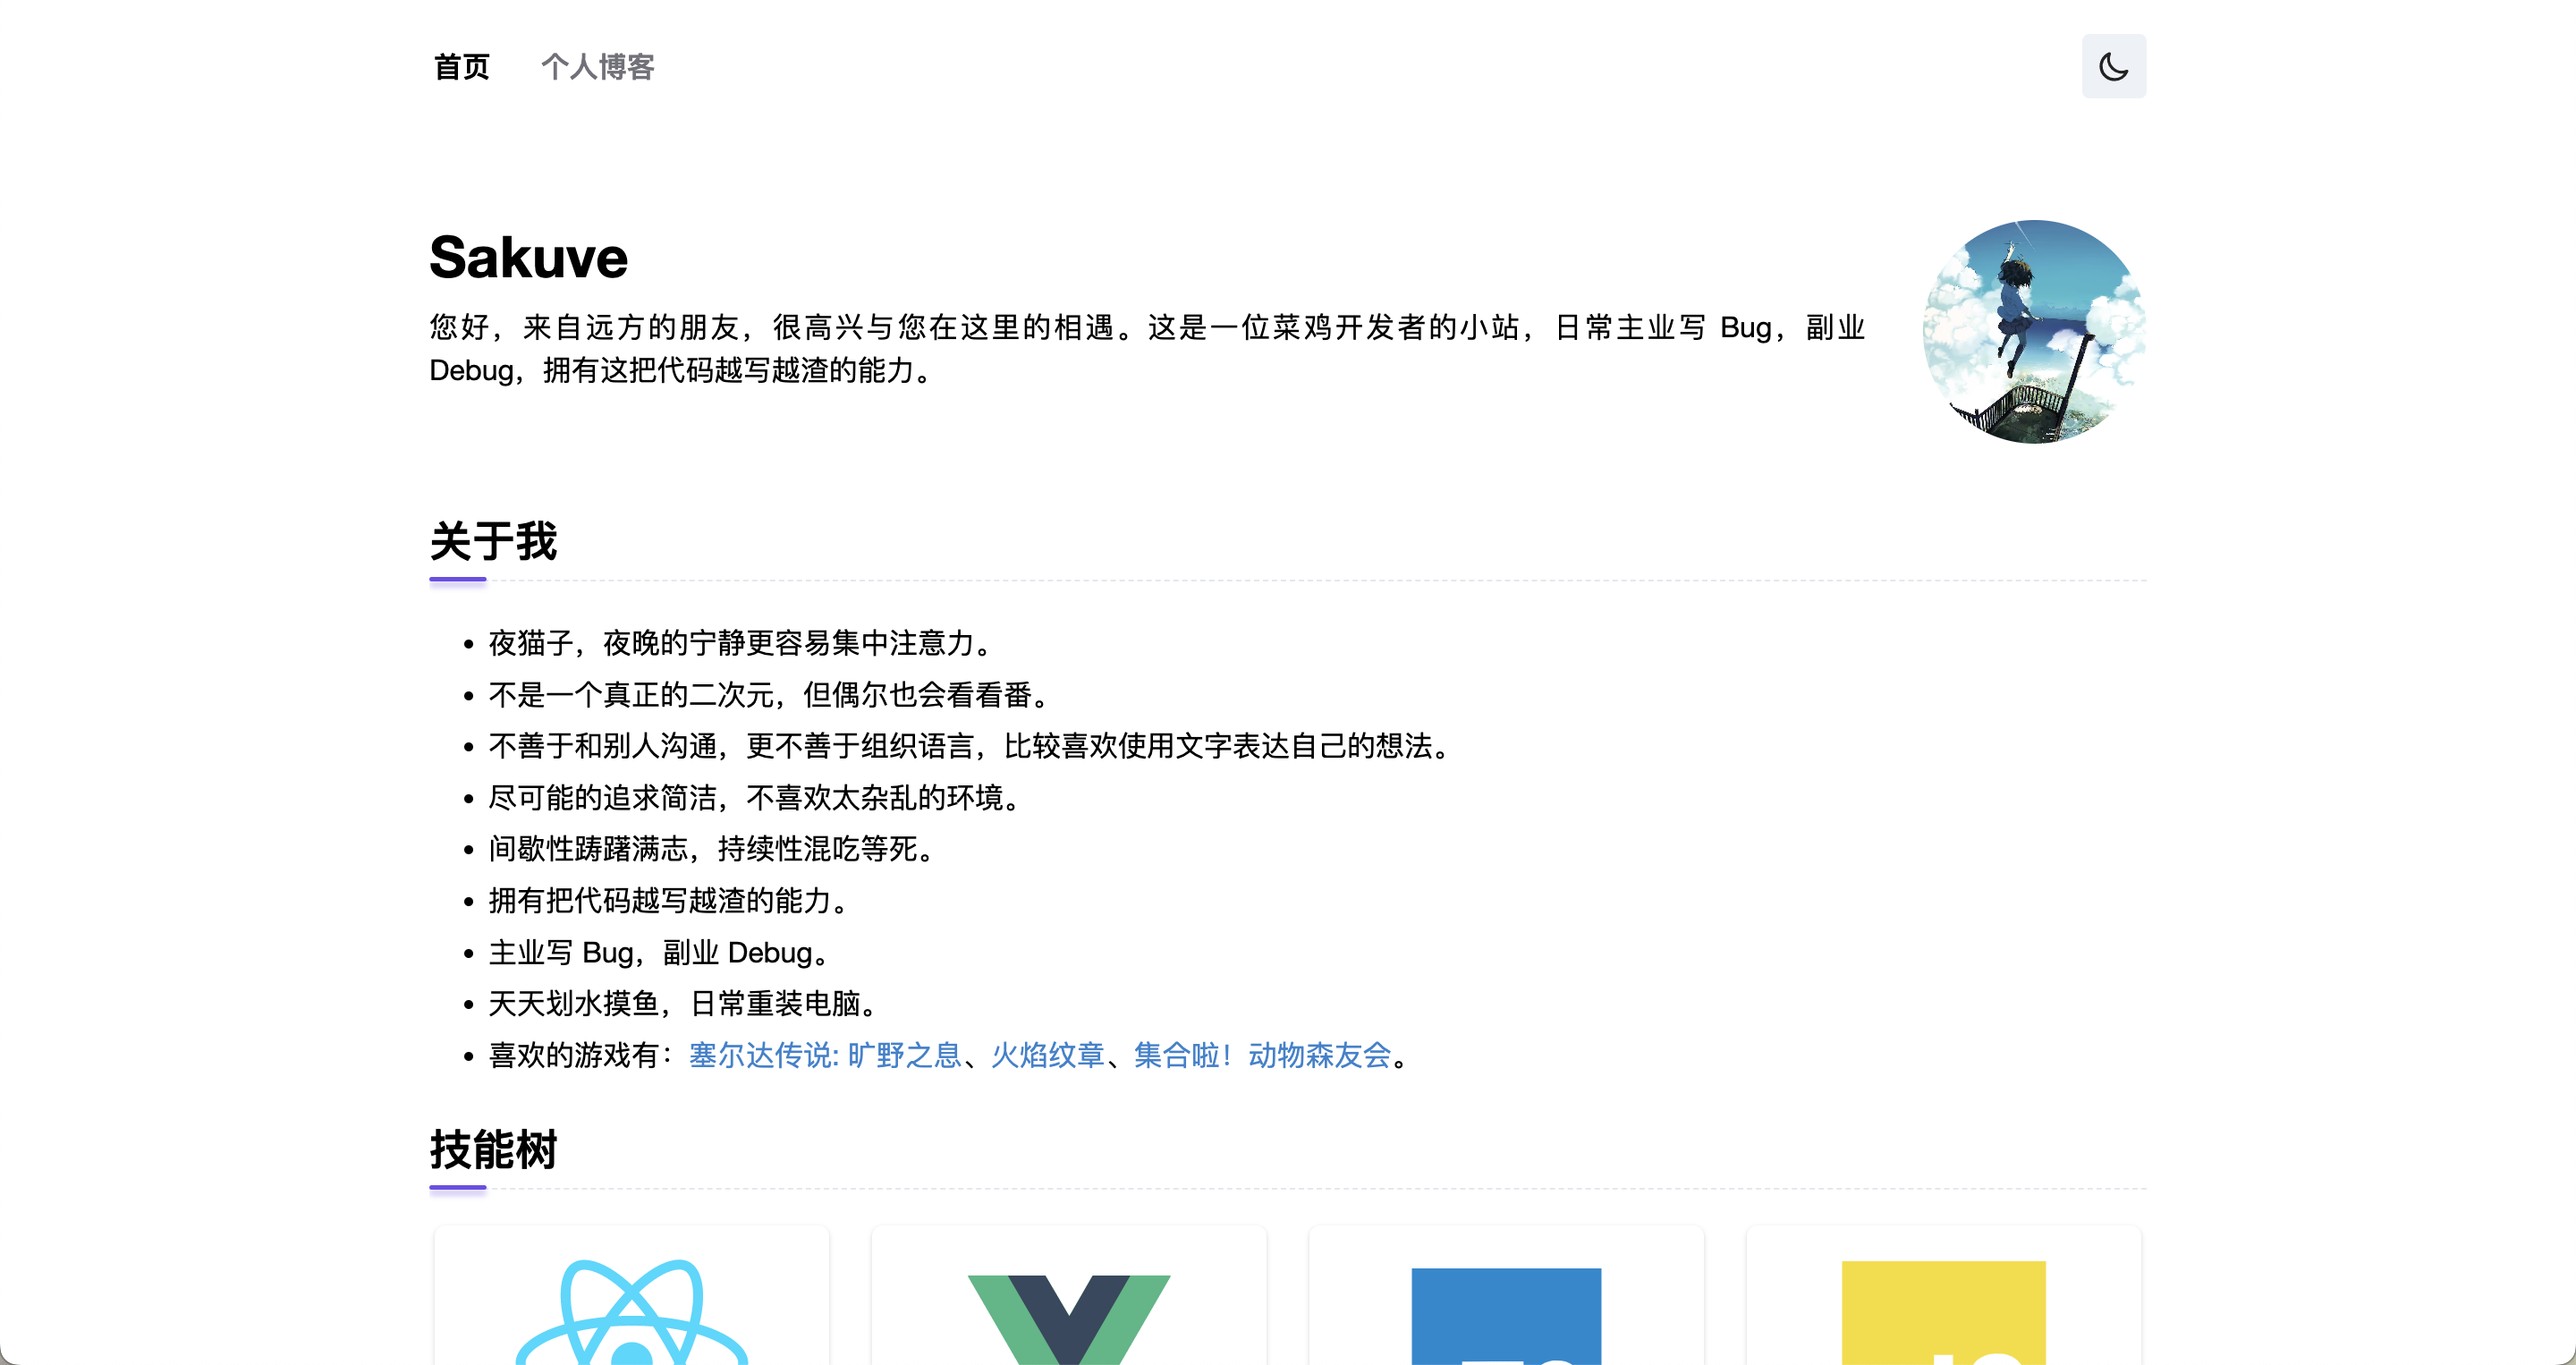 首页
个人博客
Sakuve
您好，来自远方的朋友，很高兴与您在这里的相遇。这是一位菜鸡开发者的小站，日常主业写 Bug，副业
Debug，拥有这把代码越写越渣的能力。
关于我
夜猫子，夜晚的宁静更容易集中注意力。
不是一个真正的二次元，但偶尔也会看看番。
不善于和别人沟通，更不善于组织语言，比较喜欢使用文字表达自己的想法。
尽可能的追求简洁，不喜欢太杂乱的环境。
间歇性踌躇满志，持续性混吃等死。
拥有把代码越写越渣的能力。
主业写 Bug，副业 Debug。
天天划水摸鱼，日常重装电脑。
喜欢的游戏有：塞尔达传说: 旷野之息、火焰纹章、集合啦！动物森友会。
技能树